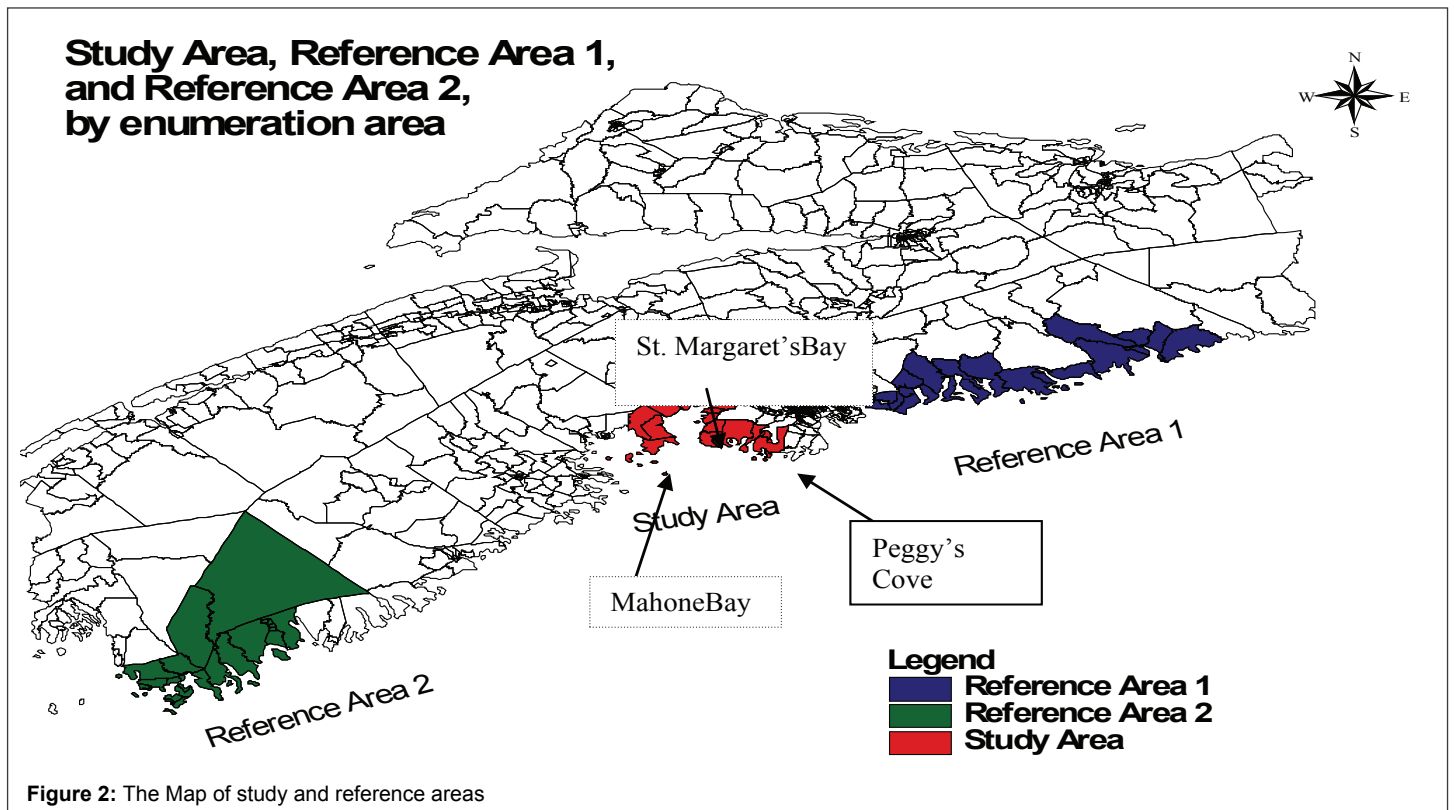 Study Area, Reference Area 1,
and Reference Area 2,
by enumeration area
N
W
E
S
St. Margaret'sBay
Reference Area 1
Study Area
Peggy's
Cove
MahoneBay
Reference Area 2
Legend
Reference Area 1
Reference Area 2
Study Area
Figure 2: The Map of study and reference areas